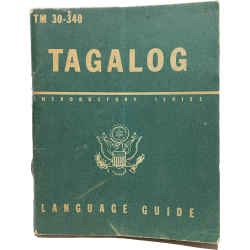 TM 30-340
TAGALOG
INTRODUCTORY SERIES
LANGUAGE GUIDE